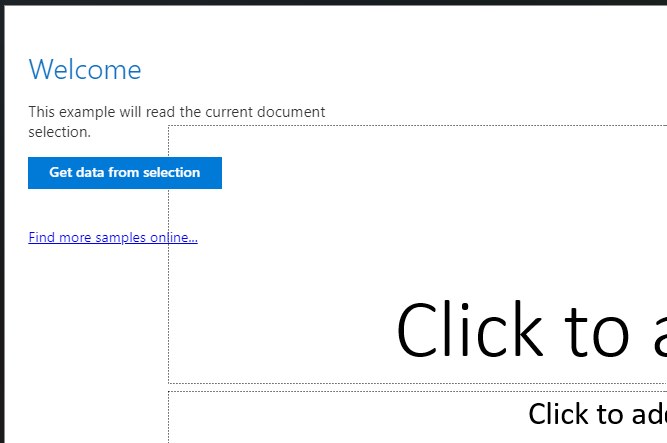 Welcome
This example will read the current document
selection.
Get data from selection
Find more samples online...
Click to
Click to